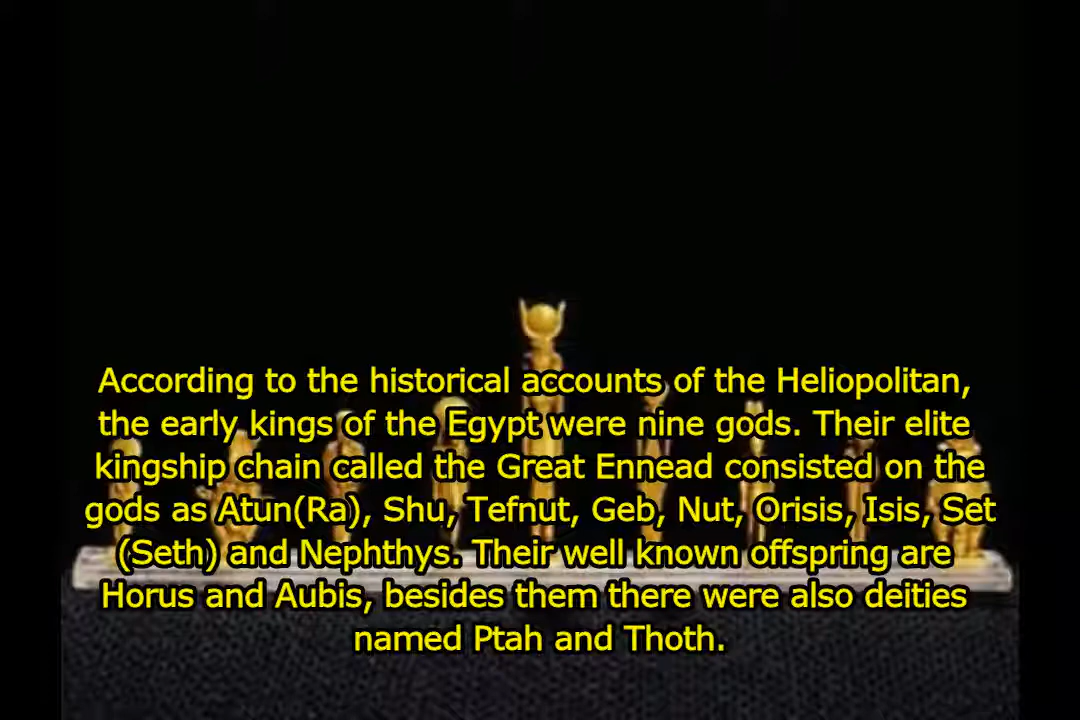 According to the historical accounts of the Heliopolitan,
the early kings of the Egypt were nine gods. Their elite
kingship chain called the Great Ennead consisted on the
gods as Atun(Ra), Shu, Tefnut, Geb, Nut, Orisis, Isis, Set
(Seth) and Nephthys. Their well known offspring are
Horus and Aubis, besides them there were also deities
named Ptah and Thoth.